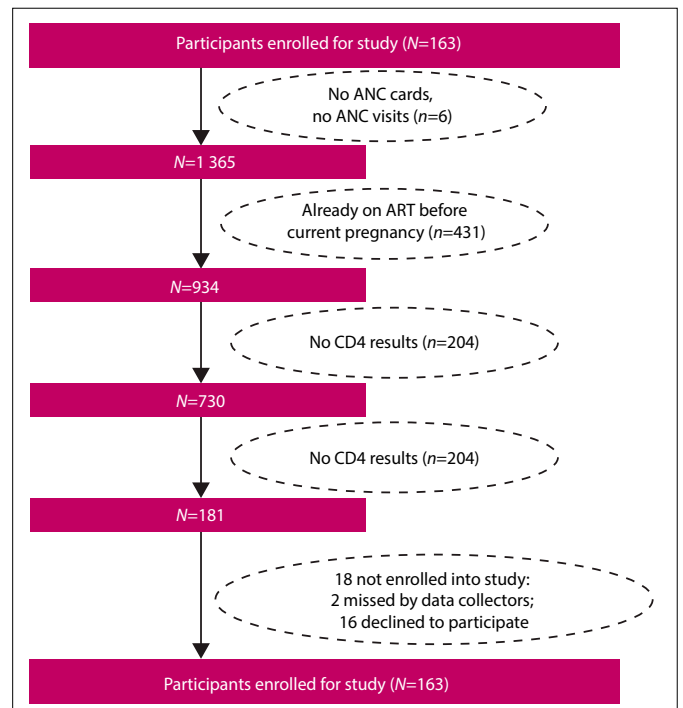 Participants enrolled for study (N=163)
No ANC cards,
no ANC visits (n=6)
N=1 365
Already on ART before
current pregnancy (n=431)
N=934
No CD4 results (n=204)
N=730
No CD4 results (n=204)
N=181
18 not enrolled into study:
2 missed by data collectors;
16 declined to participate
Participants enrolled for study (N=163)